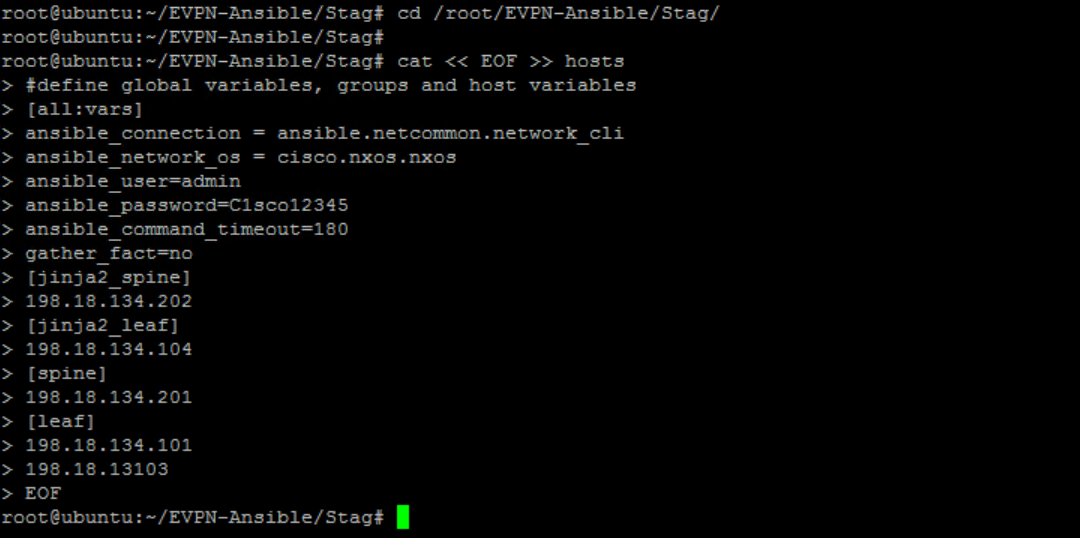 root@ubuntu:~/EVPN-Ansible/Stag# cd /root/EVPN-Ansible/Stag/
root@ubuntu:~/EVPN-Ansible/Stag#
root@ubuntu:~/EVPN-Ansible/Stag# cat << EOF >> hosts
> #define global variables, groups and host variables
> [all:vars]
> ansible_connection = ansible.netcommon.network_cli
> ansible_network_os = cisco.nxos.nxos
> ansible_user=admin
> ansible_password=C1sco12345
> ansible_command_timeout=180
> gather_fact=no
> [jinja2_spine]
> 198.18.134.202
> [jinja2_leaf]
> 198.18.134.104
> [spine]
> 198.18.134.201
> [leaf]
> 198.18.134.101
> 198.18.13103
> EOF
root@ubuntu:~/EVPN-Ansible/Stag#